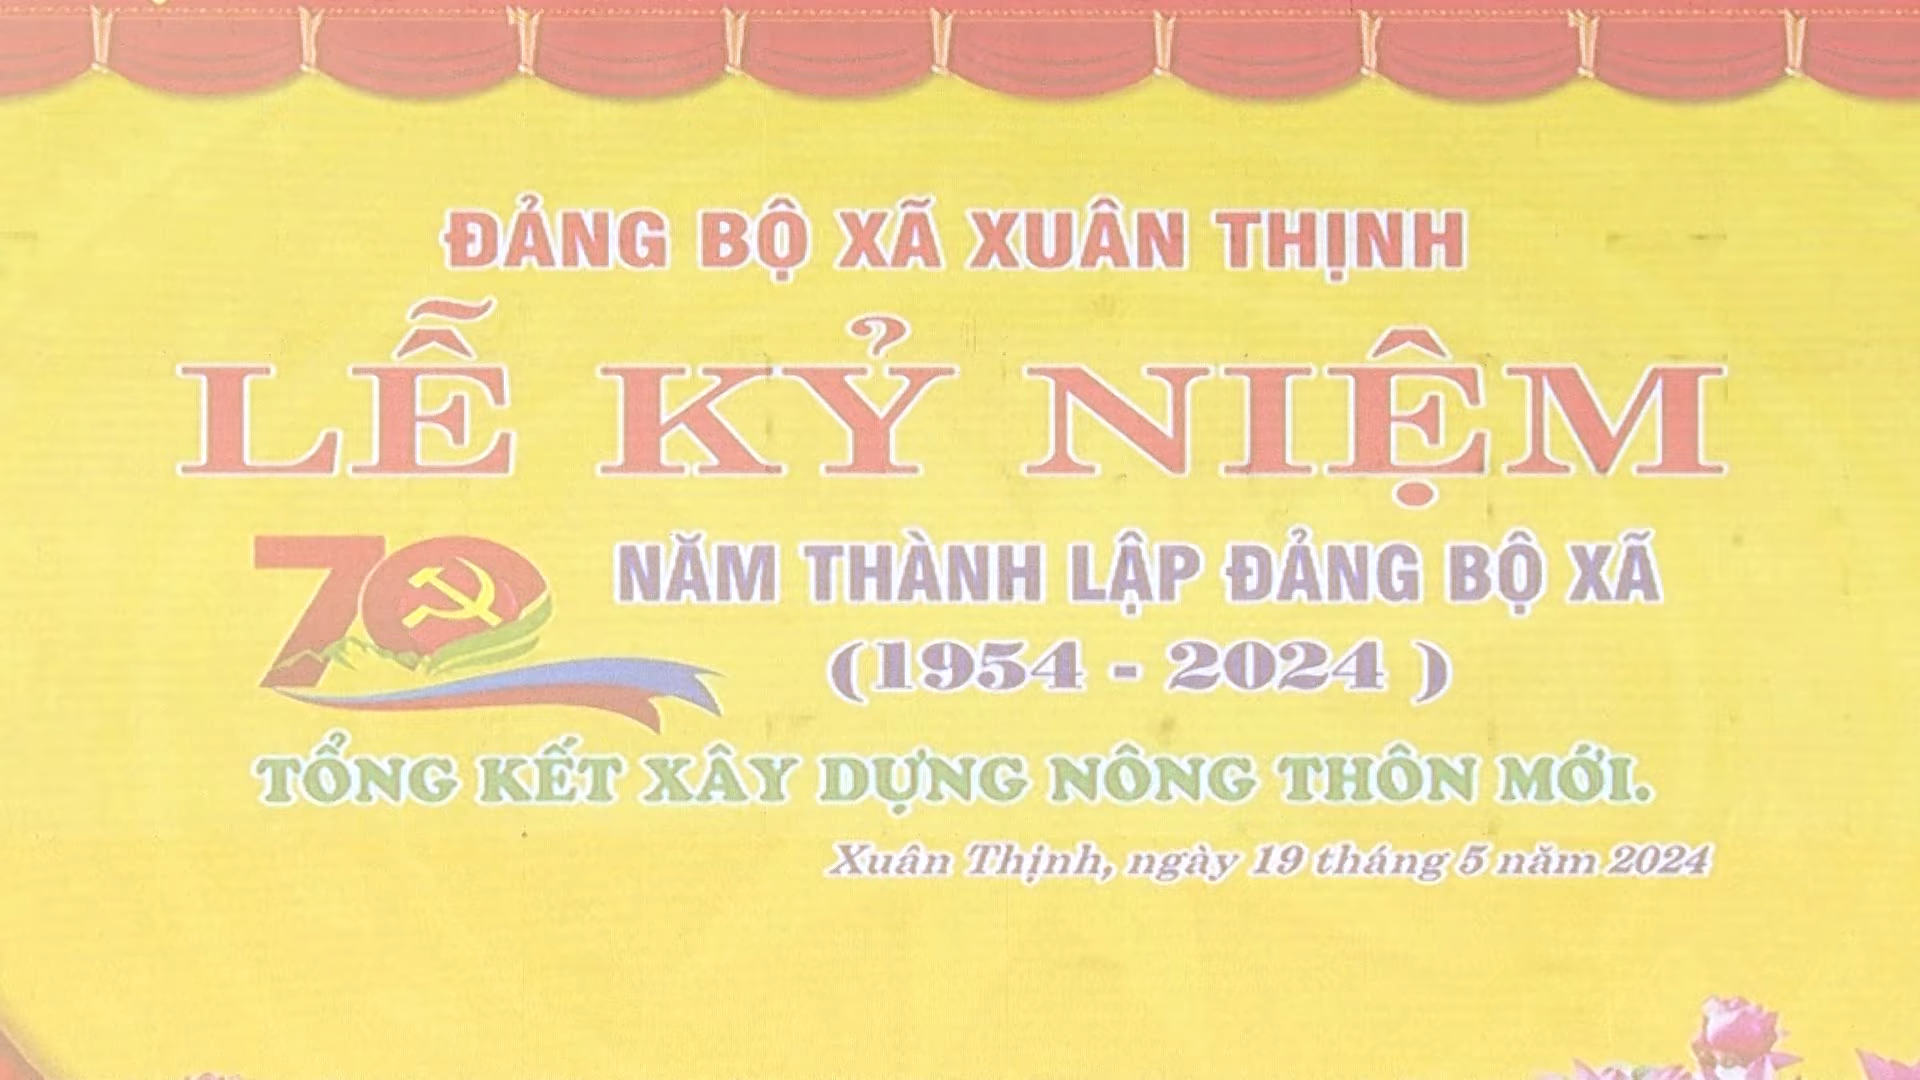 ĐẢNG BỘ XÃ XUÂN THỊNH
LỄ KỶ NIỆM
70 NĂM THÀNH LẬP ĐẢNG BỘ XÃ
(1954 - 2024 )
TỔNG KẾT XÂY DỰNG NÔNG THÔN MỚI.
Xuân Thịnh, ngày 19 tháng 5 năm 2024